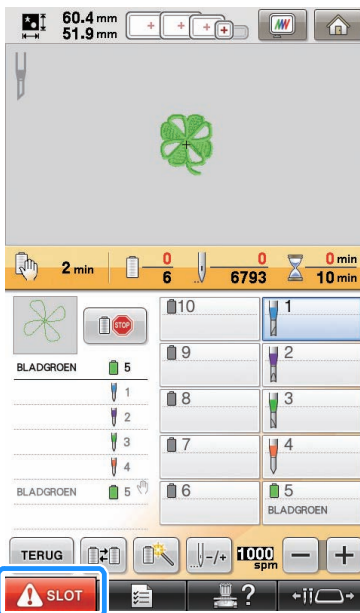 60.4 mm
51.9 mm
2 min
0
6
0
6793
0 min
10 min
STOP
BLADGROEN 5
1
2
3
4
BLADGROEN 5
10
1
9
2
8
3
7
4
6
5
BLADGROEN
TERUG
-/+
1000
spm
-
+
SLOT
?